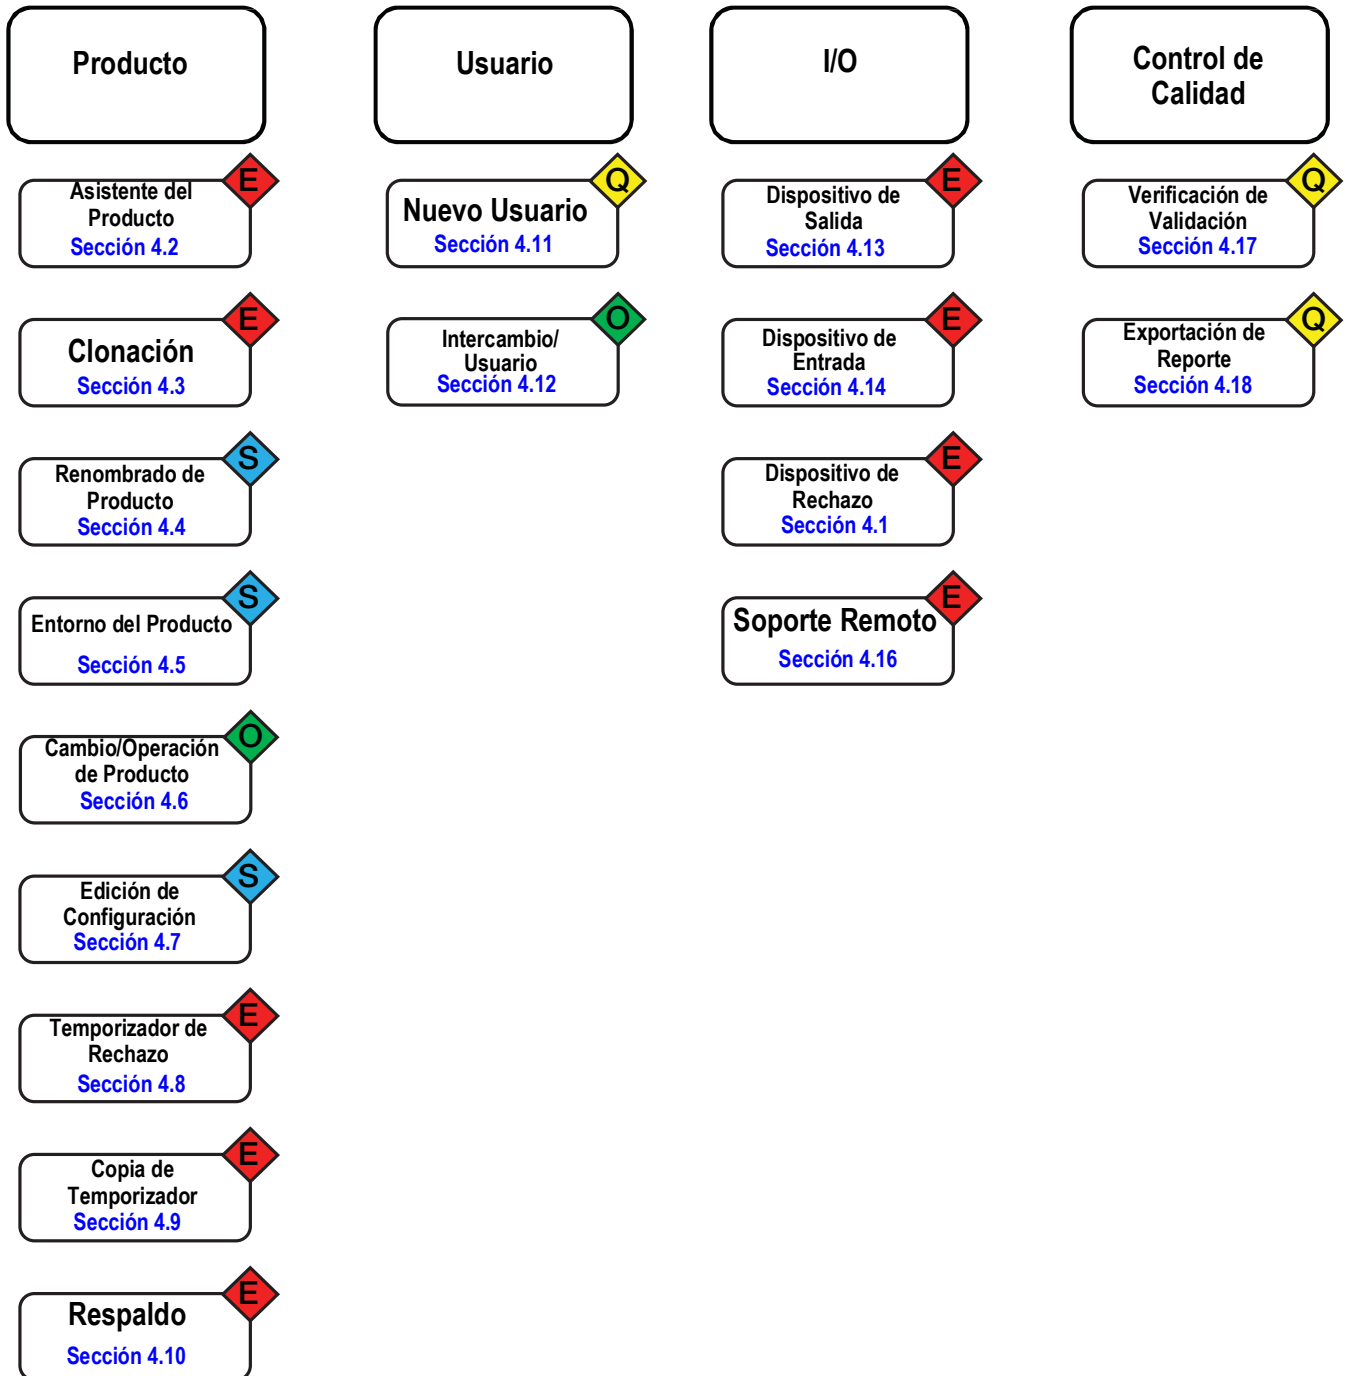 Producto
E
Asistente del
Producto
Sección 4.2
E
Clonación
Sección 4.3
S
Renombrado de
Producto
Sección 4.4
S
Entorno del Producto
Sección 4.5
O
Cambio/Operación
de Producto
Sección 4.6
S
Edición de
Configuración
Sección 4.7
E
Temporizador de
Rechazo
Sección 4.8
E
Copia de
Temporizador
Sección 4.9
E
Respaldo
Sección 4.10
Usuario
Q
Nuevo Usuario
Sección 4.11
O
Intercambio/
Usuario
Sección 4.12
I/O
E
Dispositivo de
Salida
Sección 4.13
E
Dispositivo de
Entrada
Sección 4.14
E
Dispositivo de
Rechazo
Sección 4.1
E
Soporte Remoto
Sección 4.16
Control de
Calidad
Q
Verificación de
Validación
Sección 4.17
Q
Exportación de
Reporte
Sección 4.18